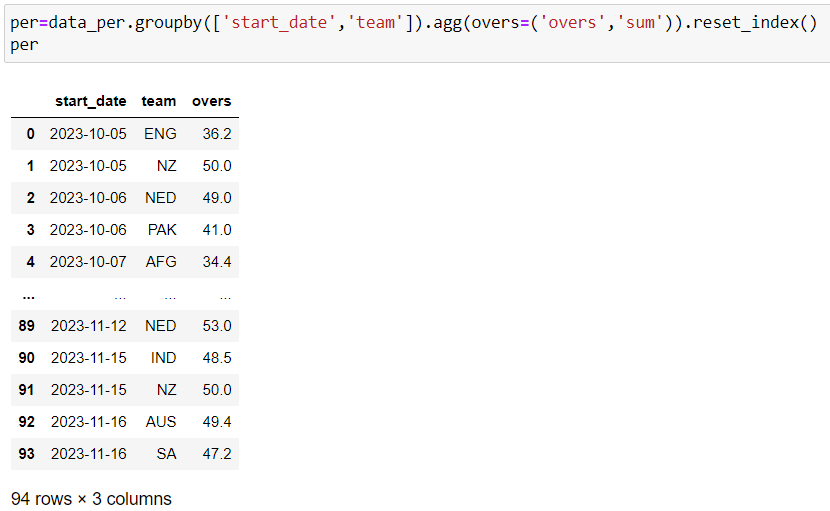 per=data_per.groupby(['start_date','team']).agg(overs=('overs','sum')).reset_index()
per
start_date team overs
0 2023-10-05 ENG 36.2
1 2023-10-05 NZ 50.0
2 2023-10-06 NED 49.0
3 2023-10-06 PAK 41.0
4 2023-10-07 AFG 34.4
... ... ... ...
89 2023-11-12 NED 53.0
90 2023-11-15 IND 48.5
91 2023-11-15 NZ 50.0
92 2023-11-16 AUS 49.4
93 2023-11-16 SA 47.2
94 rows × 3 columns